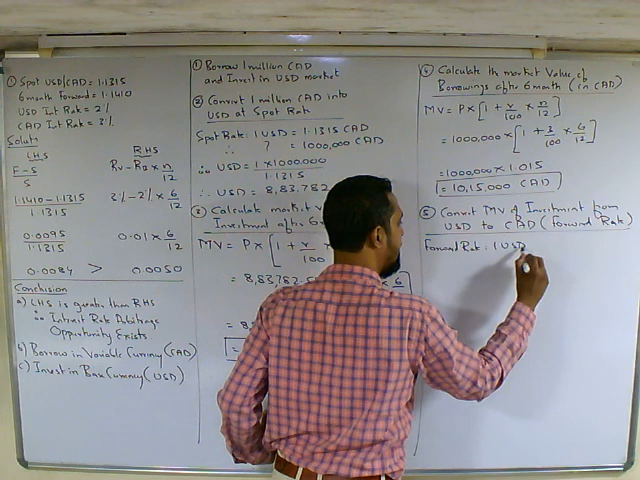 ① Spot USD/CAD = 1.1315
6 month Forward = 1.1410
USD Int Rate = 2%
CAD Int Rate = 3%
Solutn
LHS RHS
F - S / S Rv - RB × n/12
1.1410 - 1.1315 / 1.1315 3% - 2% × 6/12
0.0095 / 1.1315 0.01 × 6/12
0.0084 > 0.0050
Conclusion
a) LHS is greater than RHS
∴ Interest Rate Arbitrage
Opportunity Exists
b) Borrow in Variable Currency (CAD)
c) Invest in Base Currency (USD)
① Borrow 1 million CAD
and Invest in USD market
② Convert 1 million CAD into
USD at Spot Rate
Spot Rate: 1 USD = 1.1315 CAD
∴ ? = 1000,000 CAD
∴ USD = 1 × 1000,000 / 1.1315
∴ USD = 8,83,782
③ Calculate market v
Investment after 6
MV = P × [1 + r/100
= 8,83,782.5 × 6/12
= 8
④ Calculate the market Value of
Borrowings after 6 month (in CAD)
MV = P × [1 + r/100 × n/12]
= 1000,000 × [1 + 3/100 × 6/12]
= 1000,000 × 1.015
= 10,15,000 CAD
⑤ Convert MV of Investment from
USD to CAD (Forward Rate)
Forward Rate: 1 USD